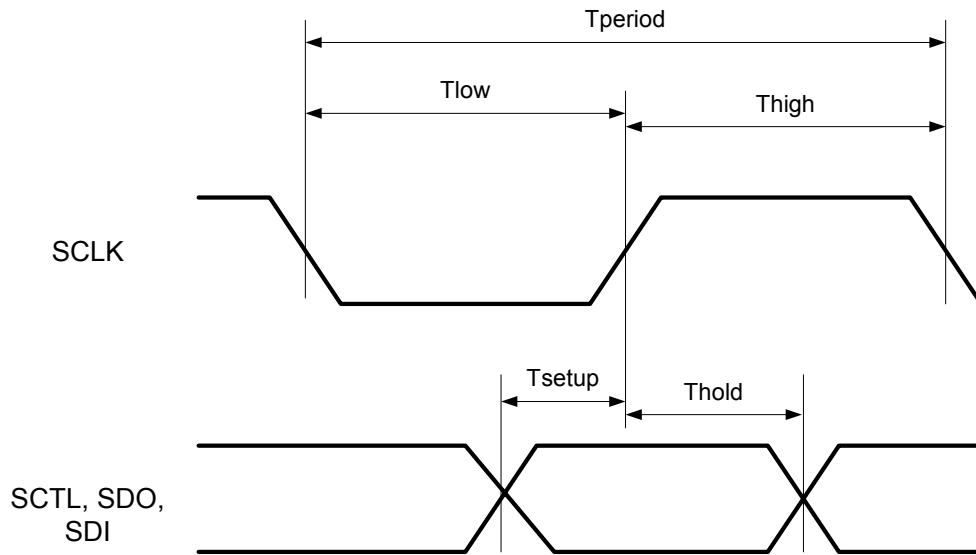 Tperiod
Tlow
Thigh
SCLK
Tsetup
Thold
SCTL, SDO,
SDI